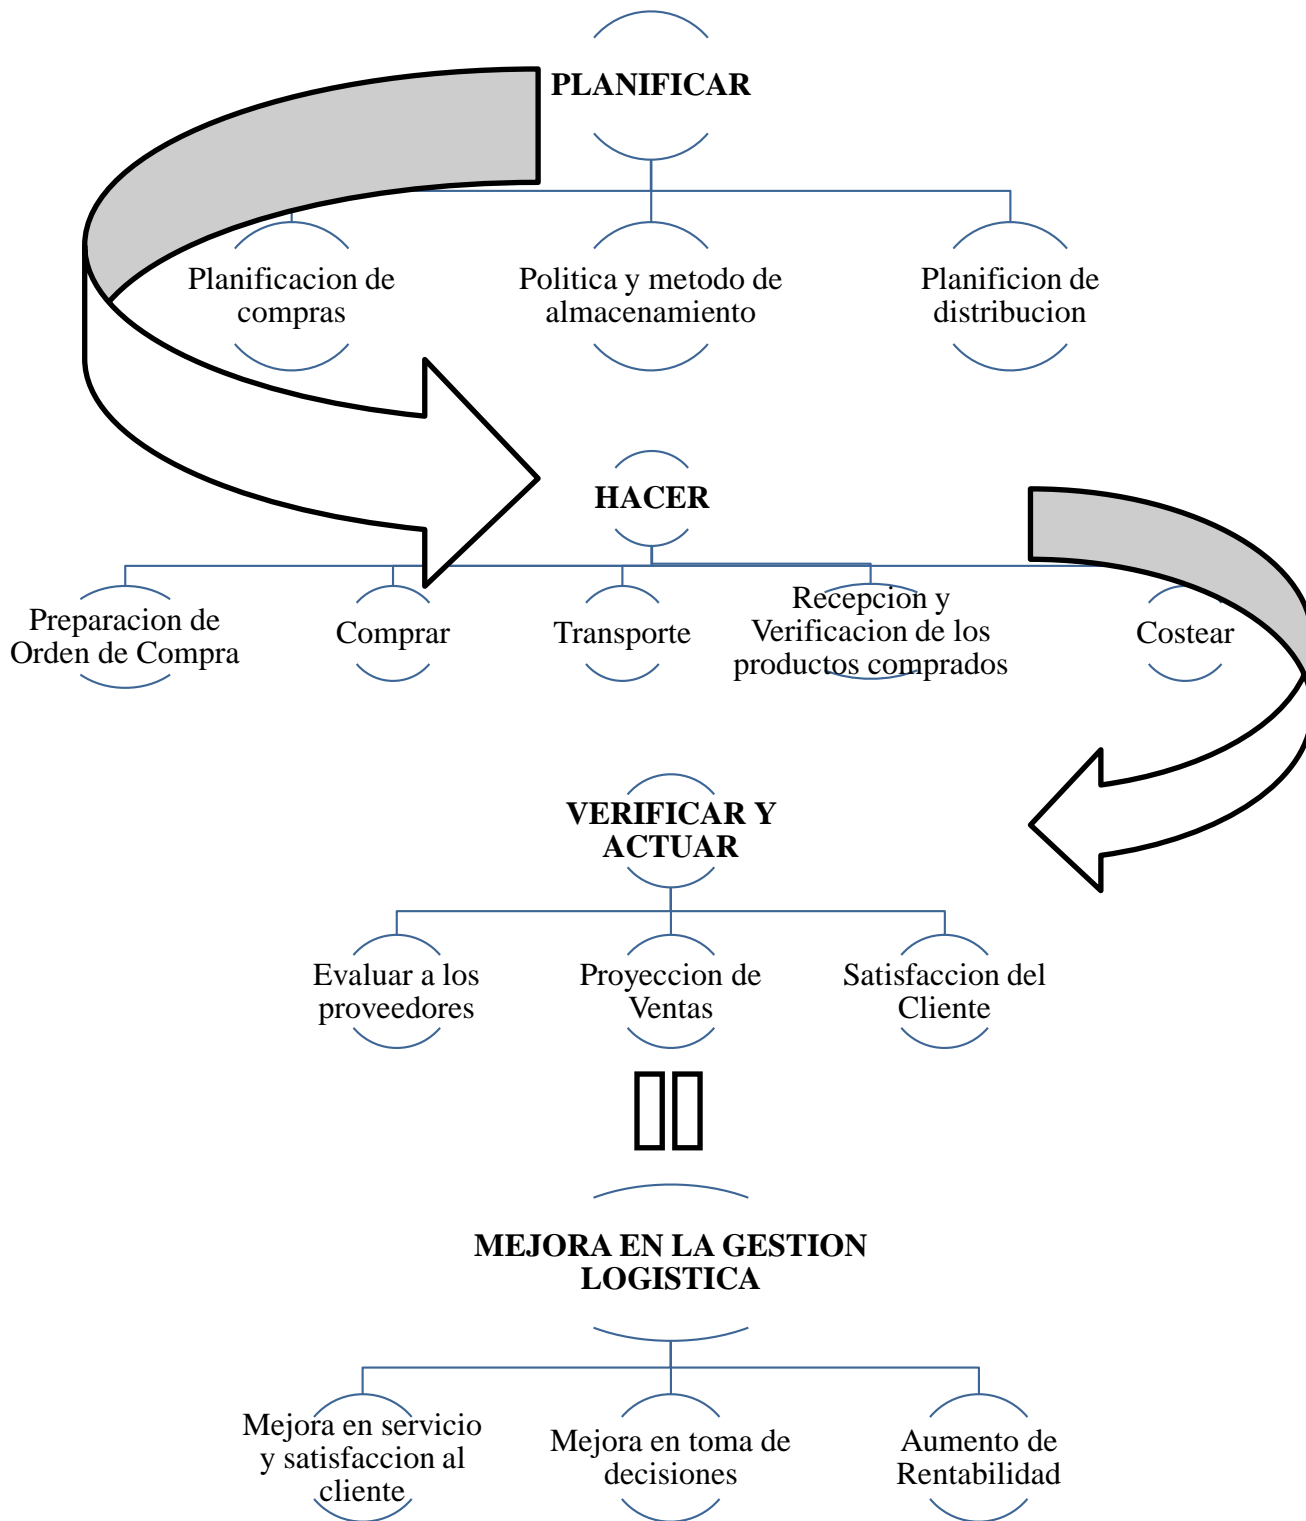 PLANIFICAR
Planificacion de
compras
Politica y metodo de
almacenamiento
Planificion de
distribucion
HACER
Preparacion de
Orden de Compra
Comprar
Transporte
Recepcion y
Verificacion de los
productos comprados
Costear
VERIFICAR Y
ACTUAR
Evaluar a los
proveedores
Proyeccion de
Ventas
Satisfaccion del
Cliente
MEJORA EN LA GESTION
LOGISTICA
Mejora en servicio
y satisfaccion al
cliente
Mejora en toma de
decisiones
Aumento de
Rentabilidad